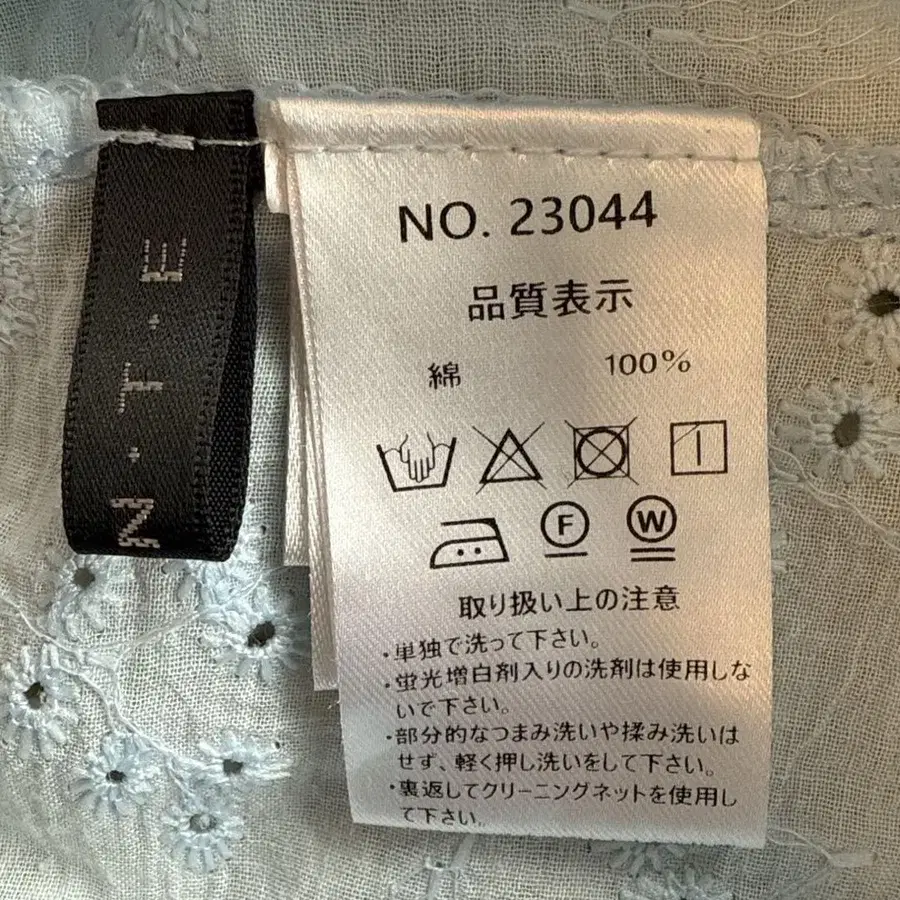 N・T・E
NO. 23044
品質表示
綿 100%
F W
取り扱い上の注意
・単独で洗って下さい。
・蛍光増白剤入りの洗剤は使用しな
いで下さい。
・部分的なつまみ洗いや揉み洗いは
せず、軽く押し洗いをして下さい。
・裏返してクリーニングネットを使用し
て下さい。